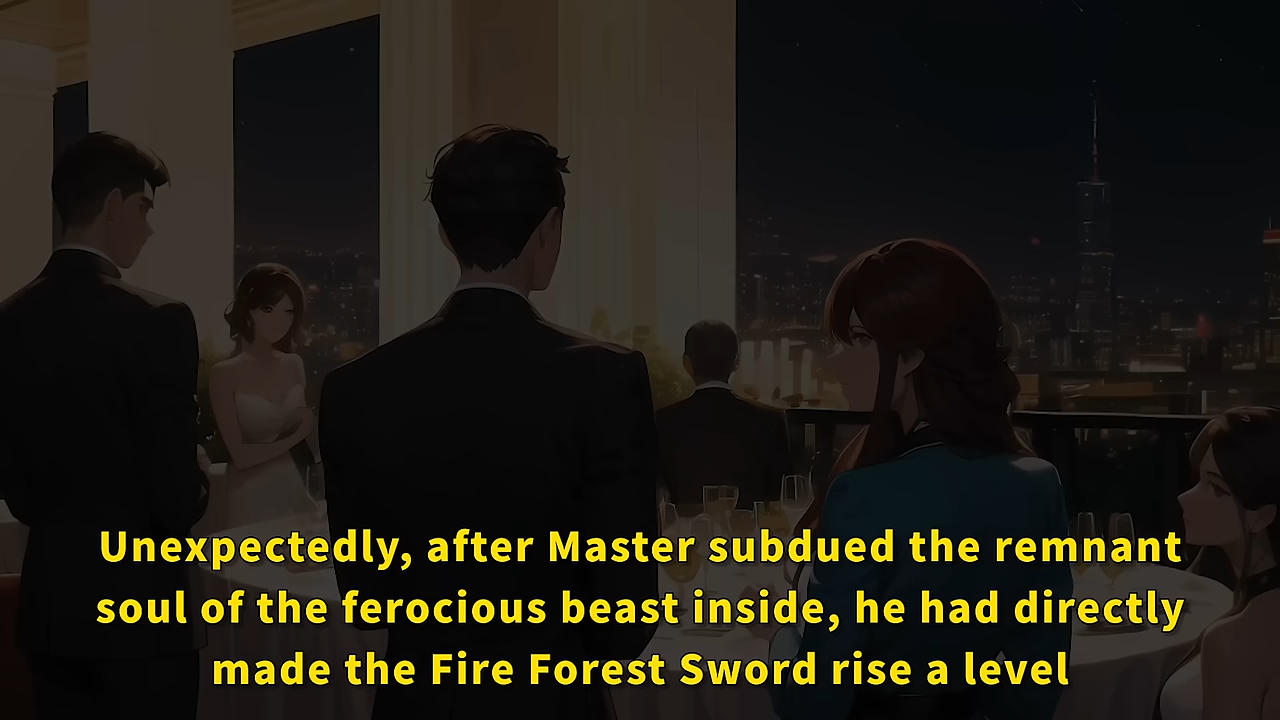 Unexpectedly, after Master subdued the remnant
soul of the ferocious beast inside, he had directly
made the Fire Forest Sword rise a level